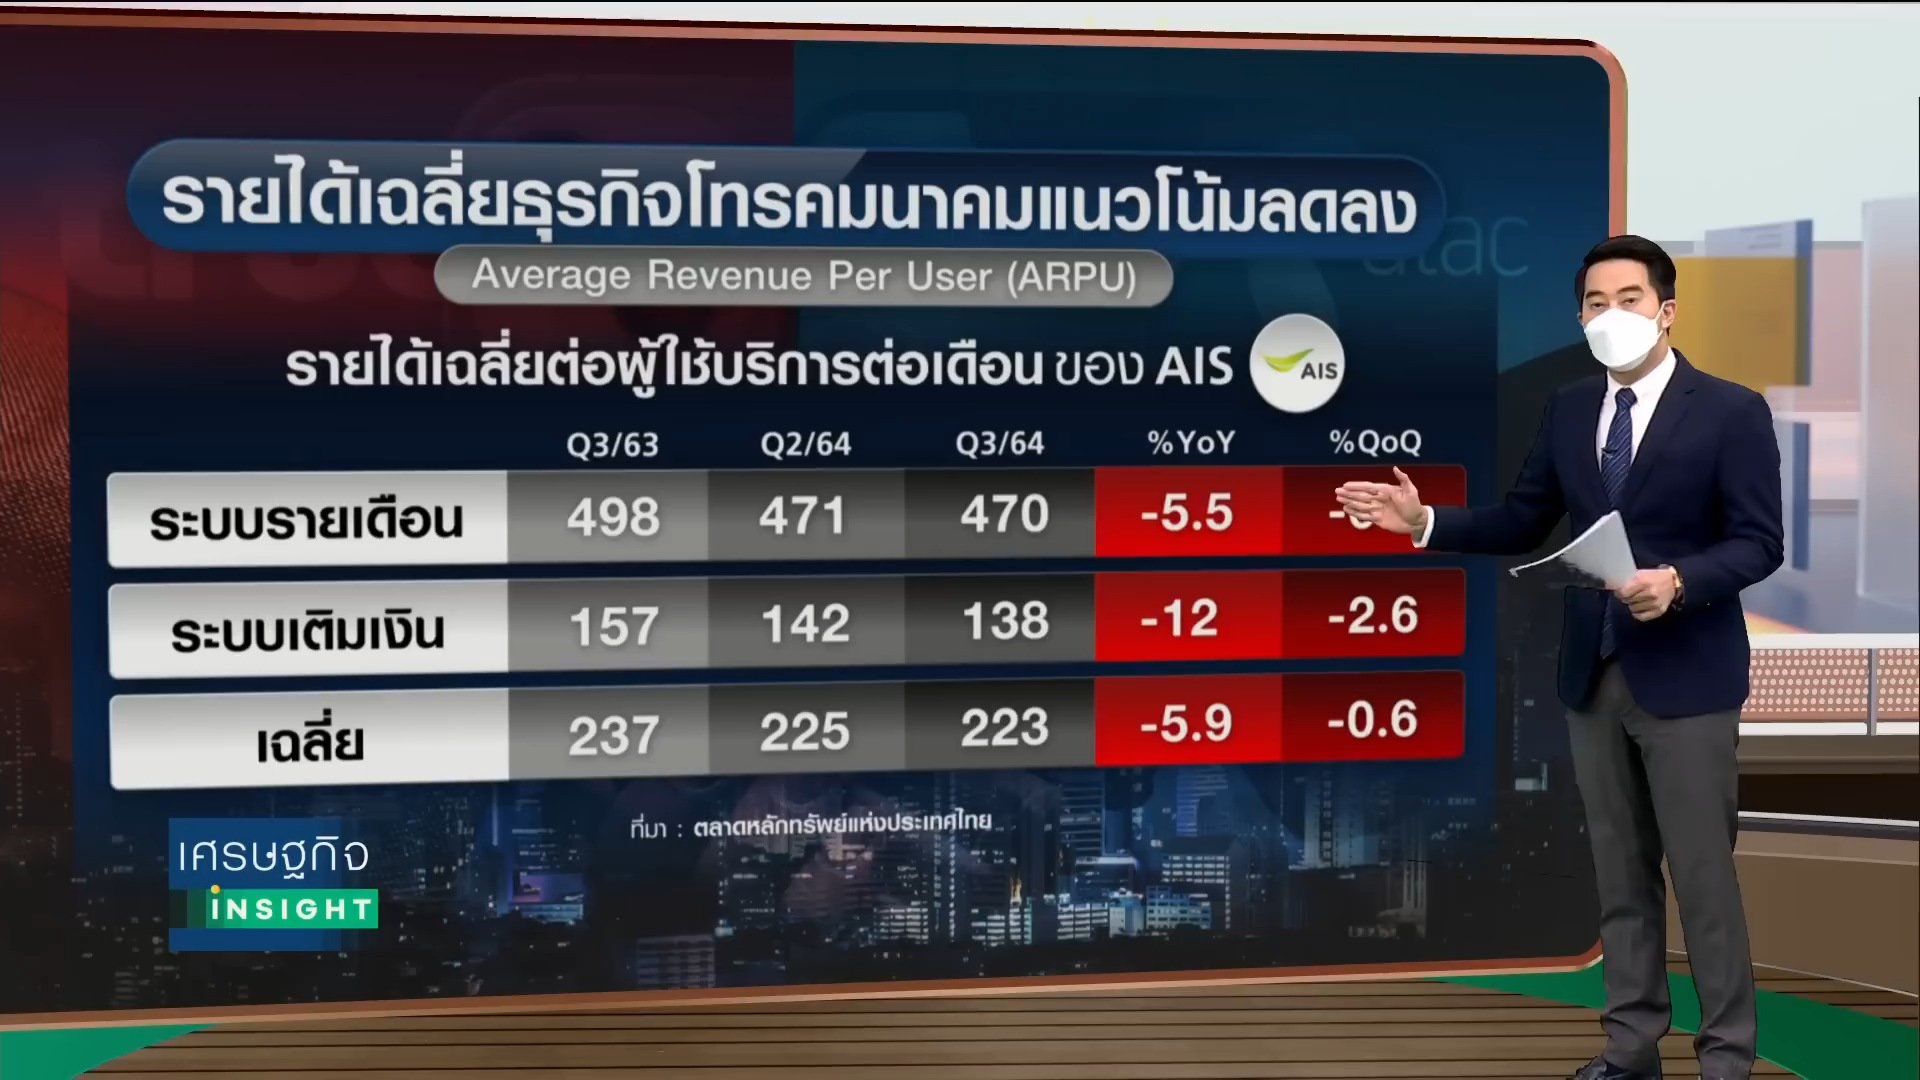 รายได้เฉลี่ยธุรกิจโทรคมนาคมแนวโน้มลดลง
Average Revenue Per User (ARPU)
dtac
รายได้เฉลี่ยต่อผู้ใช้บริการต่อเดือน ของ AIS AIS
Q3/63 Q2/64 Q3/64 %YoY %QoQ
ระบบรายเดือน 498 471 470 -5.5
ระบบเติมเงิน 157 142 138 -12 -2.6
เฉลี่ย 237 225 223 -5.9 -0.6
ที่มา : ตลาดหลักทรัพย์แห่งประเทศไทย
เศรษฐกิจ
INSIGHT